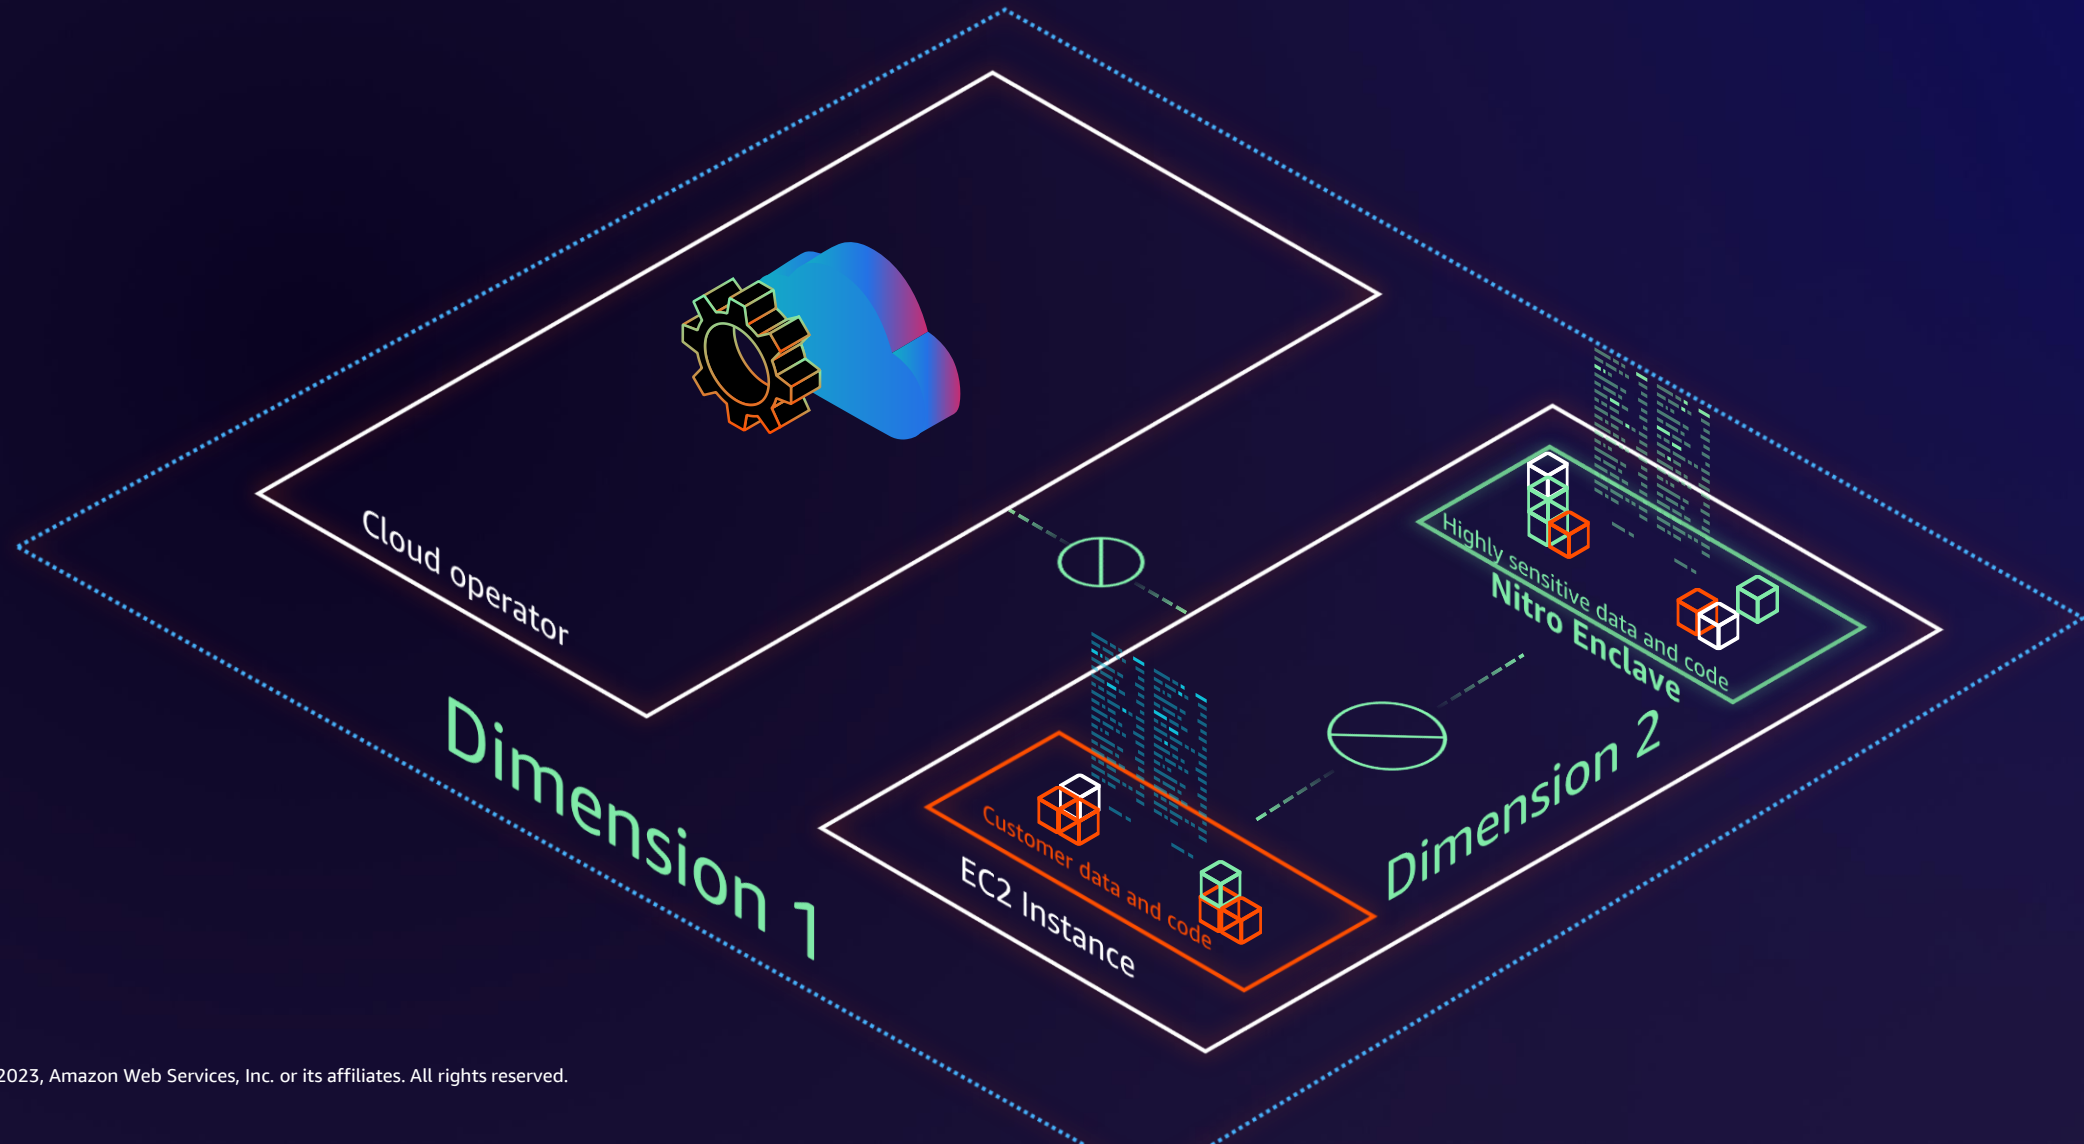 Cloud operator
Dimension 1
Highly sensitive data and code
Nitro Enclave
Dimension 2
Customer data and code
EC2 Instance
2023, Amazon Web Services, Inc. or its affiliates. All rights reserved.